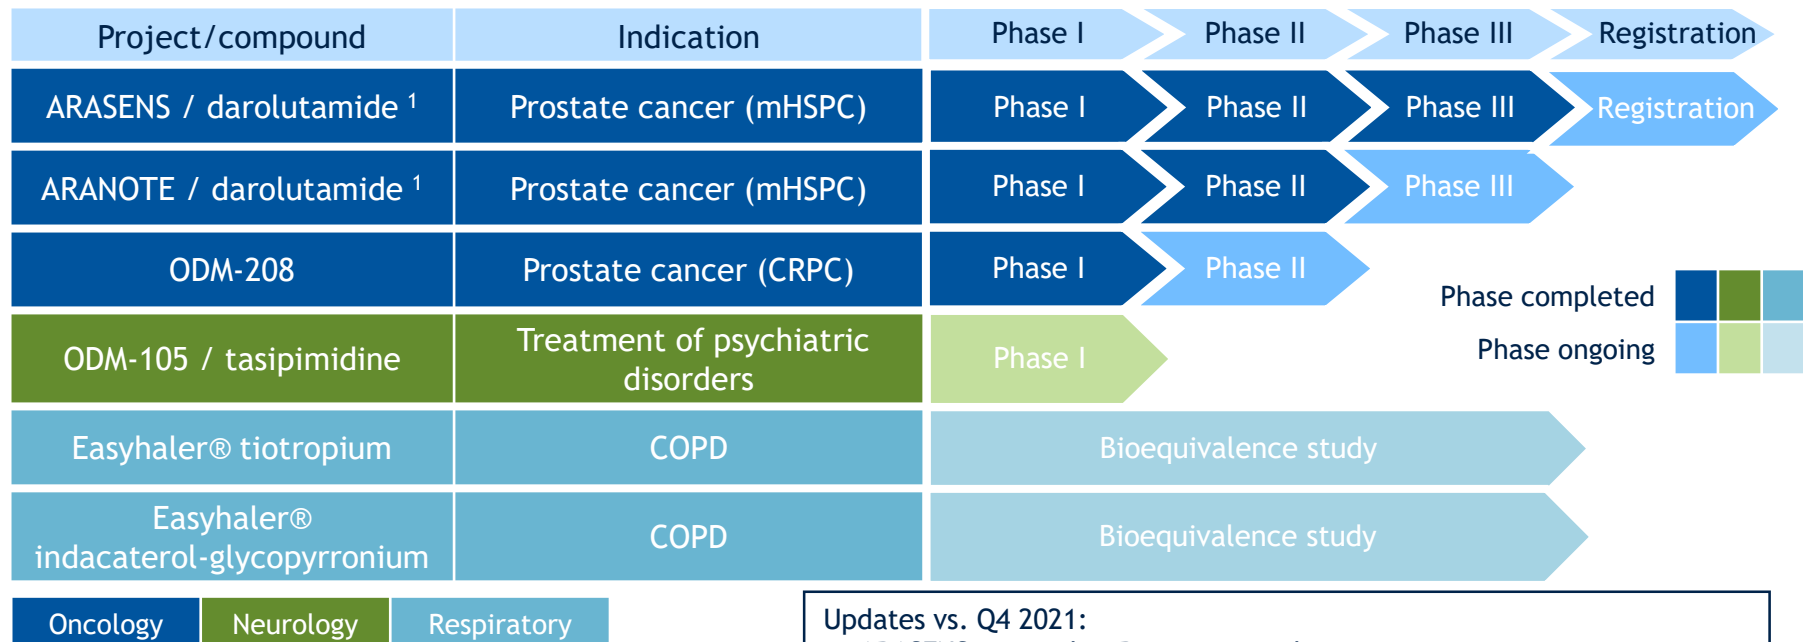 Project/compound Indication Phase I Phase II Phase III Registration
ARASENS / darolutamide 1 Prostate cancer (mHSPC) Phase I Phase II Phase III Registration
ARANOTE / darolutamide 1 Prostate cancer (mHSPC) Phase I Phase II Phase III
ODM-208 Prostate cancer (CRPC) Phase I Phase II
Phase completed
Phase ongoing
ODM-105 / tasipimidine Treatment of psychiatric
disorders Phase I
Easyhaler® tiotropium COPD Bioequivalence study
Easyhaler®
indacaterol-glycopyrronium COPD Bioequivalence study
Oncology Neurology Respiratory
Updates vs. Q4 2021: